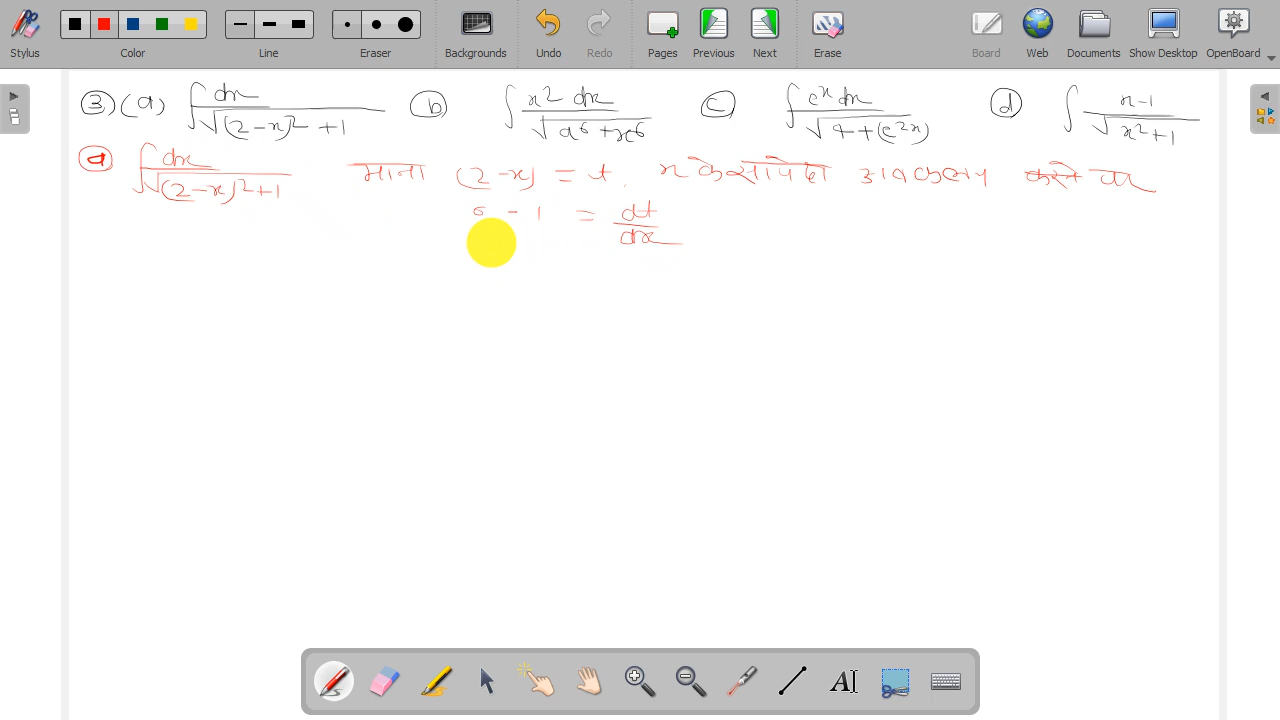 Stylus Color Line Eraser Backgrounds Undo Redo Pages Previous Next Erase Board Web Documents Show Desktop OpenBoard
③ (a) ∫ dx / √((2-x)² + 1) ⓑ ∫ x² dx / √(a⁶ + x⁶) ⓒ ∫ eˣ dx / √(4 + (e²ˣ)) ⓓ ∫ x-1 / √(x² + 1)
ⓐ ∫ dx / √((2-x)² + 1) माना (2-x) = t. x के सापेक्ष अवकलन करने पर
0 - 1 = dt/dx